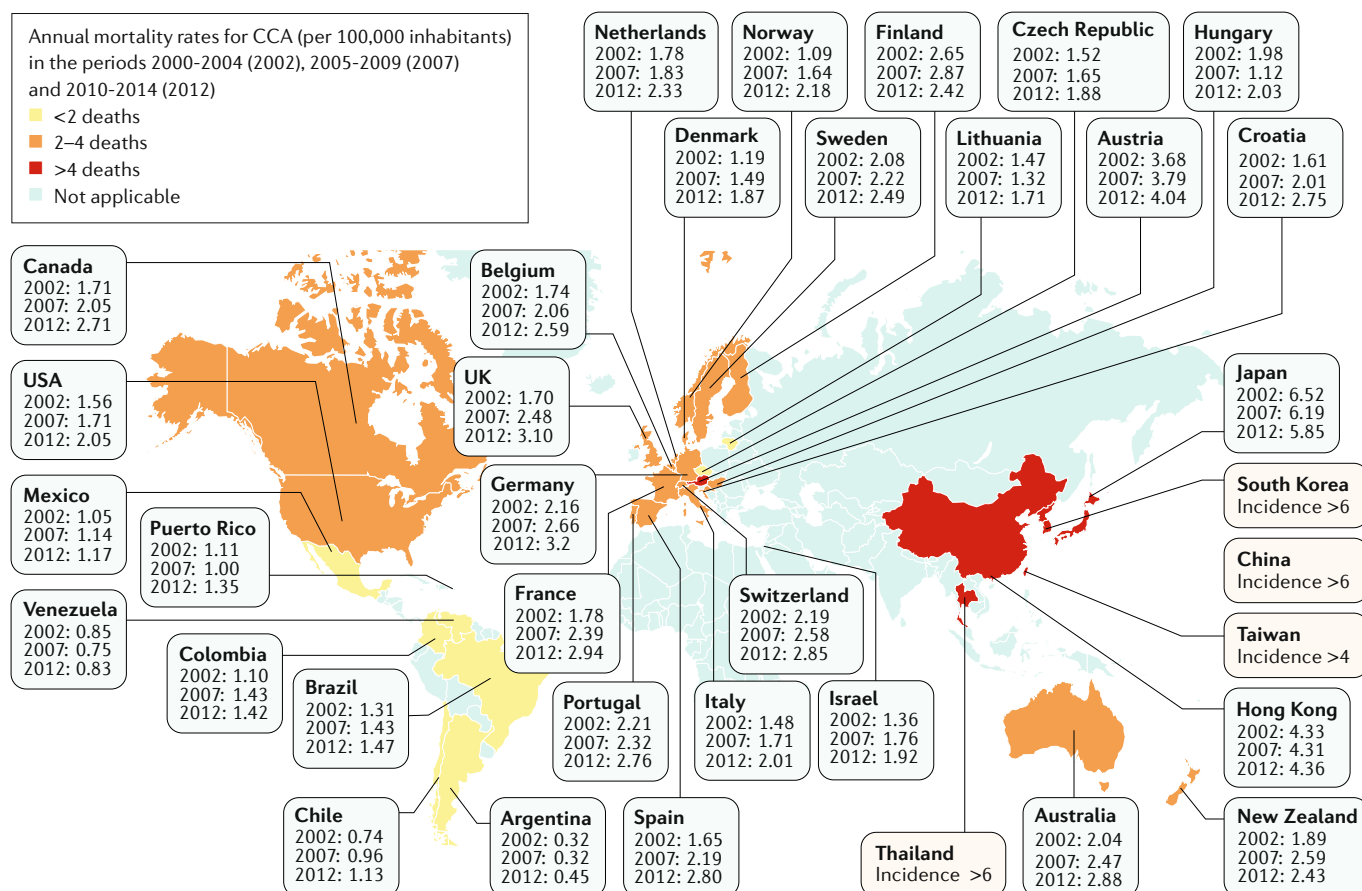 Annual mortality rates for CCA (per 100,000 inhabitants)
in the periods 2000-2004 (2002), 2005-2009 (2007)
and 2010-2014 (2012)
<2 deaths
2–4 deaths
>4 deaths
Not applicable
Netherlands
2002: 1.78
2007: 1.83
2012: 2.33
Norway
2002: 1.09
2007: 1.64
2012: 2.18
Finland
2002: 2.65
2007: 2.87
2012: 2.42
Czech Republic
2002: 1.52
2007: 1.65
2012: 1.88
Hungary
2002: 1.98
2007: 1.12
2012: 2.03
Denmark
2002: 1.19
2007: 1.49
2012: 1.87
Sweden
2002: 2.08
2007: 2.22
2012: 2.49
Lithuania
2002: 1.47
2007: 1.32
2012: 1.71
Austria
2002: 3.68
2007: 3.79
2012: 4.04
Croatia
2002: 1.61
2007: 2.01
2012: 2.75
Canada
2002: 1.71
2007: 2.05
2012: 2.71
Belgium
2002: 1.74
2007: 2.06
2012: 2.59
USA
2002: 1.56
2007: 1.71
2012: 2.05
UK
2002: 1.70
2007: 2.48
2012: 3.10
Japan
2002: 6.52
2007: 6.19
2012: 5.85
Mexico
2002: 1.05
2007: 1.14
2012: 1.17
Puerto Rico
2002: 1.11
2007: 1.00
2012: 1.35
Germany
2002: 2.16
2007: 2.66
2012: 3.2
South Korea
Incidence >6
China
Incidence >6
Venezuela
2002: 0.85
2007: 0.75
2012: 0.83
Colombia
2002: 1.10
2007: 1.43
2012: 1.42
Brazil
2002: 1.31
2007: 1.43
2012: 1.47
France
2002: 1.78
2007: 2.39
2012: 2.94
Switzerland
2002: 2.19
2007: 2.58
2012: 2.85
Taiwan
Incidence >4
Portugal
2002: 2.21
2007: 2.32
2012: 2.76
Italy
2002: 1.48
2007: 1.71
2012: 2.01
Israel
2002: 1.36
2007: 1.76
2012: 1.92
Hong Kong
2002: 4.33
2007: 4.31
2012: 4.36
Chile
2002: 0.74
2007: 0.96
2012: 1.13
Argentina
2002: 0.32
2007: 0.32
2012: 0.45
Spain
2002: 1.65
2007: 2.19
2012: 2.80
Thailand
Incidence >6
Australia
2002: 2.04
2007: 2.47
2012: 2.88
New Zealand
2002: 1.89
2007: 2.59
2012: 2.43